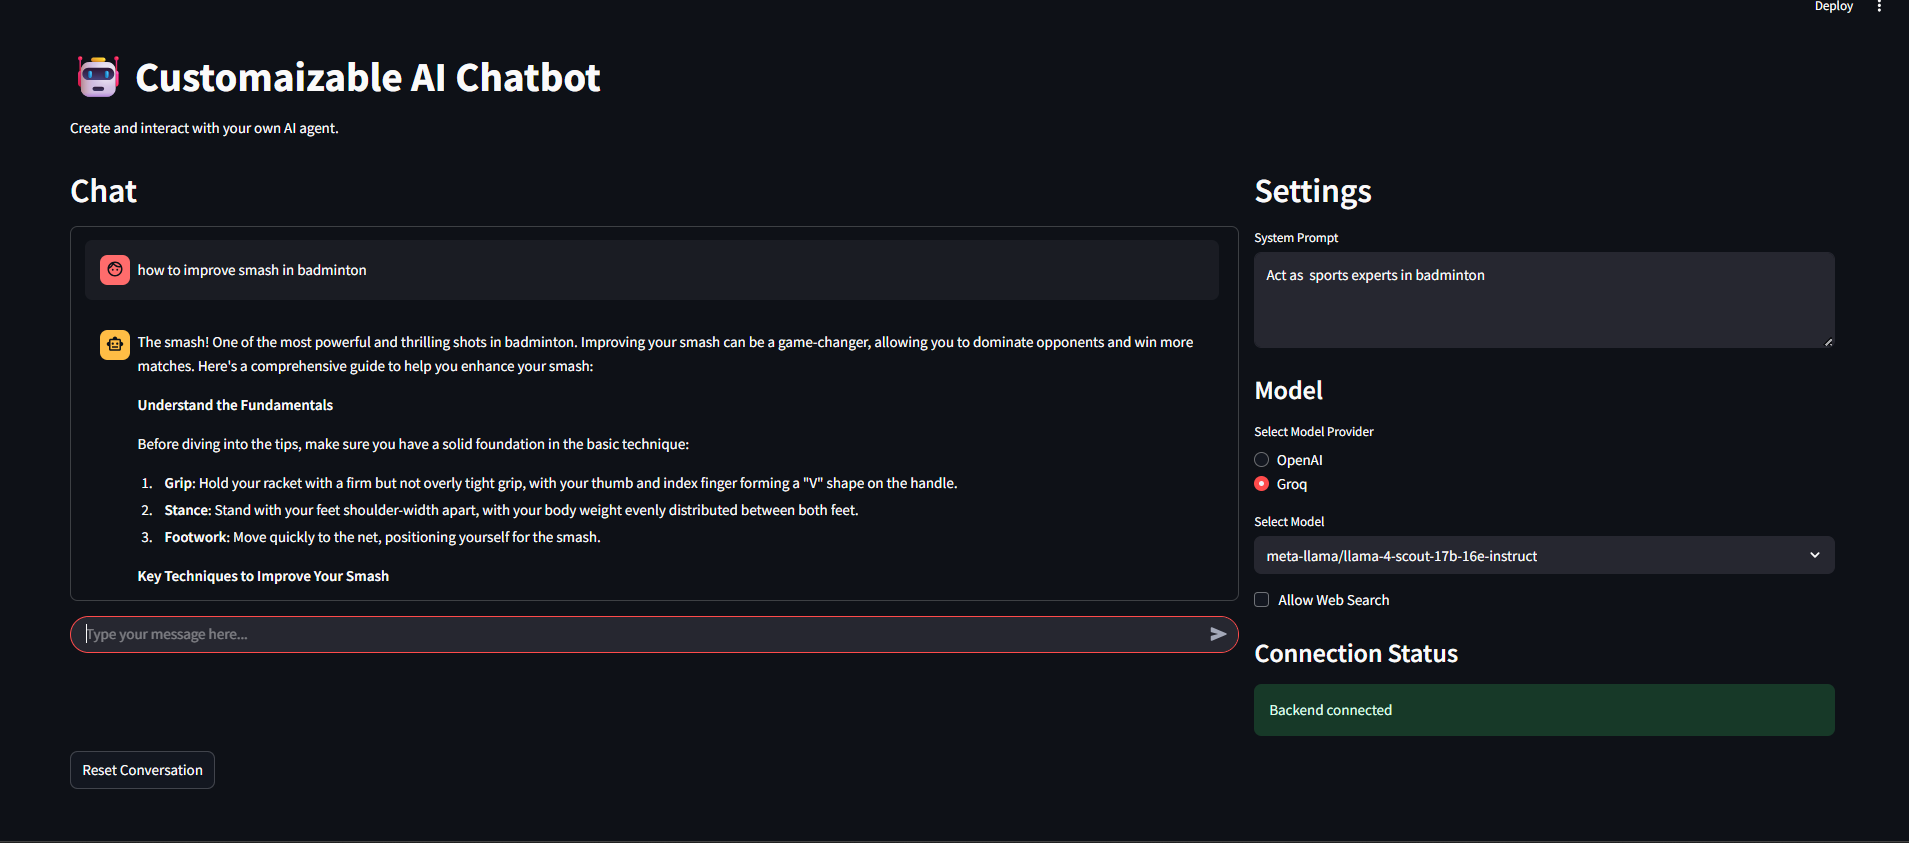 Deploy
Customaizable AI Chatbot
Create and interact with your own AI agent.
Chat
how to improve smash in badminton
The smash! One of the most powerful and thrilling shots in badminton. Improving your smash can be a game-changer, allowing you to dominate opponents and win more
matches. Here's a comprehensive guide to help you enhance your smash:
Understand the Fundamentals
Before diving into the tips, make sure you have a solid foundation in the basic technique:
1. Grip: Hold your racket with a firm but not overly tight grip, with your thumb and index finger forming a "V" shape on the handle.
2. Stance: Stand with your feet shoulder-width apart, with your body weight evenly distributed between both feet.
3. Footwork: Move quickly to the net, positioning yourself for the smash.
Key Techniques to Improve Your Smash
Type your message here...
Reset Conversation
Settings
System Prompt
Act as  sports experts in badminton
Model
Select Model Provider
OpenAI
Groq
Select Model
meta-llama/llama-4-scout-17b-16e-instruct
Allow Web Search
Connection Status
Backend connected